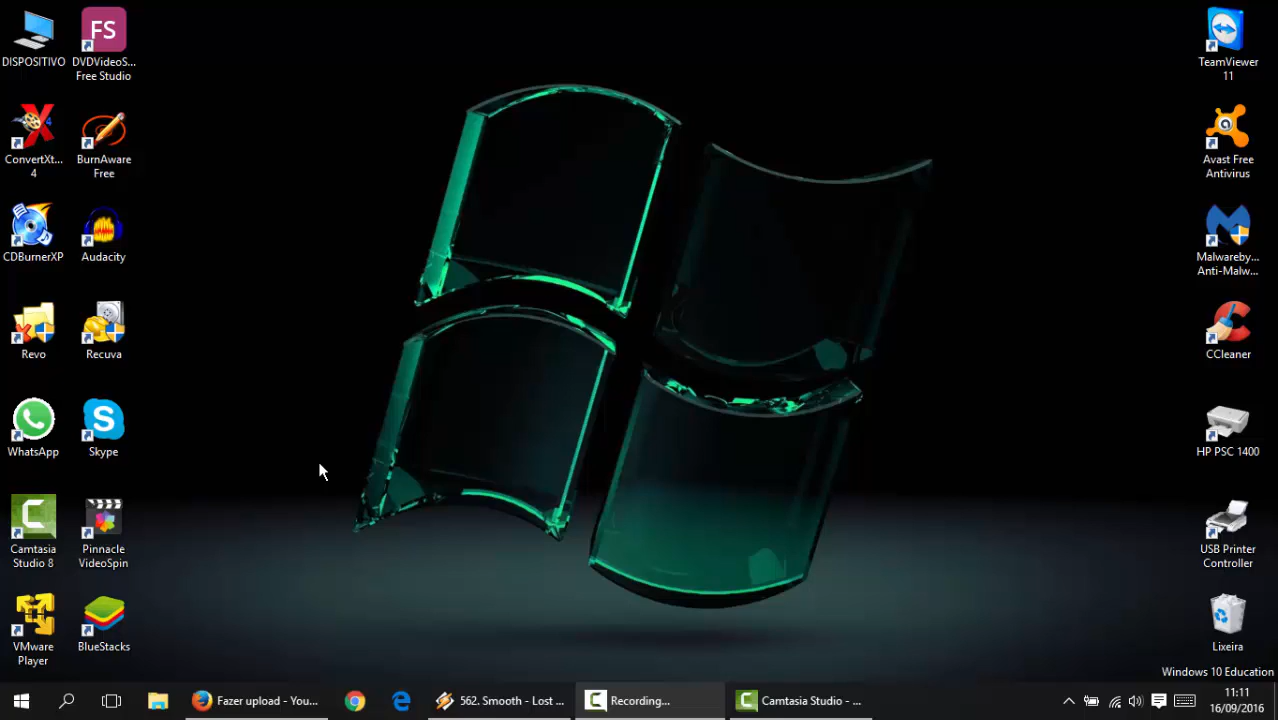 DISPOSITIVO
FS
DVDVideoS...
Free Studio
TeamViewer
11
4
ConvertXt...
4
BurnAware
Free
Avast Free
Antivirus
CDBurnerXP
Audacity
Malwareby...
Anti-Malw...
Revo
Recuva
CCleaner
WhatsApp
Skype
HP PSC 1400
Camtasia
Studio 8
Pinnacle
VideoSpin
USB Printer
Controller
VMware
Player
BlueStacks
Lixeira
Windows 10 Education
Fazer upload - You...
562. Smooth - Lost ...
Recording...
Camtasia Studio - ...
11:11
16/09/2016